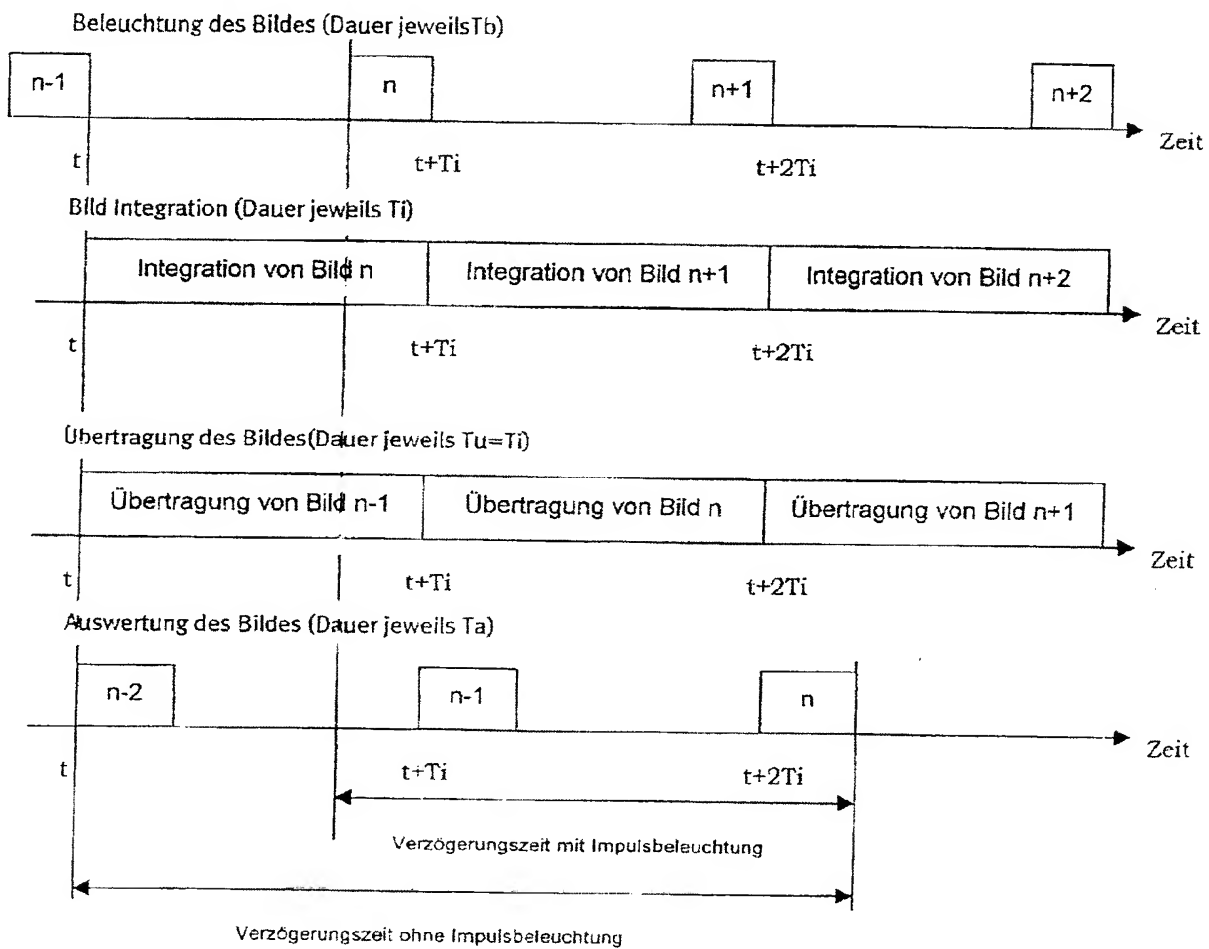 Beleuchtung des Bildes (Dauer jeweilsTb)
n-1
n
n+1
n+2
Zeit
t
t+Ti
t+2Ti
Bild Integration (Dauer jeweils Ti)
Integration von Bild n
Integration von Bild n+1
Integration von Bild n+2
Zeit
t
t+Ti
t+2Ti
Übertragung des Bildes(Dauer jeweils Tu=Ti)
Übertragung von Bild n-1
Übertragung von Bild n
Übertragung von Bild n+1
Zeit
t
t+Ti
t+2Ti
Auswertung des Bildes (Dauer jeweils Ta)
n-2
n-1
n
Zeit
t
t+Ti
t+2Ti
Verzögerungszeit mit Impulsbeleuchtung
Verzögerungszeit ohne Impulsbeleuchtung